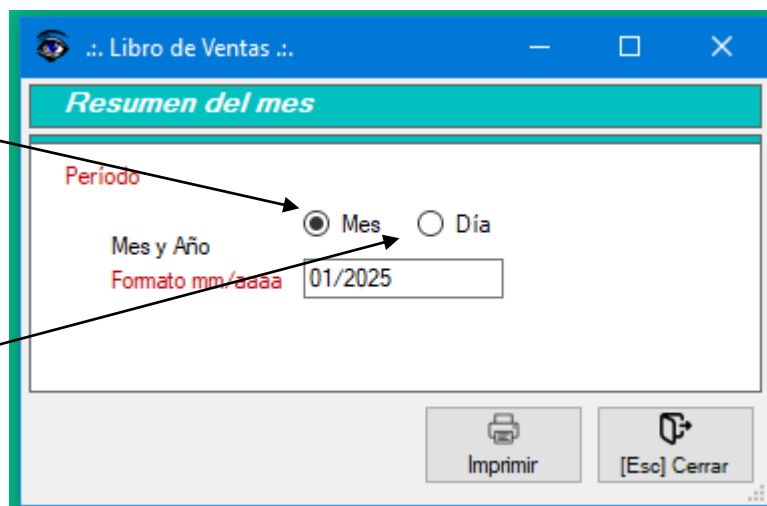 .:. Libro de Ventas .:.
Resumen del mes
Período
Mes Día
Mes y Año
Formato mm/aaaa 01/2025
Imprimir [Esc] Cerrar